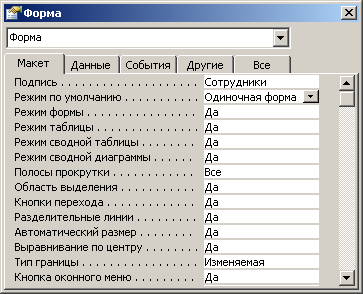 Форма
Форма
Макет Данные События Другие Все
Подпись . . . . . . . . . . . . . . . . . . . . . . Сотрудники
Режим по умолчанию . . . . . . . . . . Одиночная форма
Режим формы . . . . . . . . . . . . . . . . . Да
Режим таблицы . . . . . . . . . . . . . . . Да
Режим сводной таблицы . . . . . . . Да
Режим сводной диаграммы . . . . . Да
Полосы прокрутки . . . . . . . . . . . . . Все
Область выделения . . . . . . . . . . . . Да
Кнопки перехода . . . . . . . . . . . . . . Да
Разделительные линии . . . . . . . . . Да
Автоматический размер . . . . . . . . Да
Выравнивание по центру . . . . . . . . Да
Тип границы . . . . . . . . . . . . . . . . . . Изменяемая
Кнопка оконного меню . . . . . . . . . Да